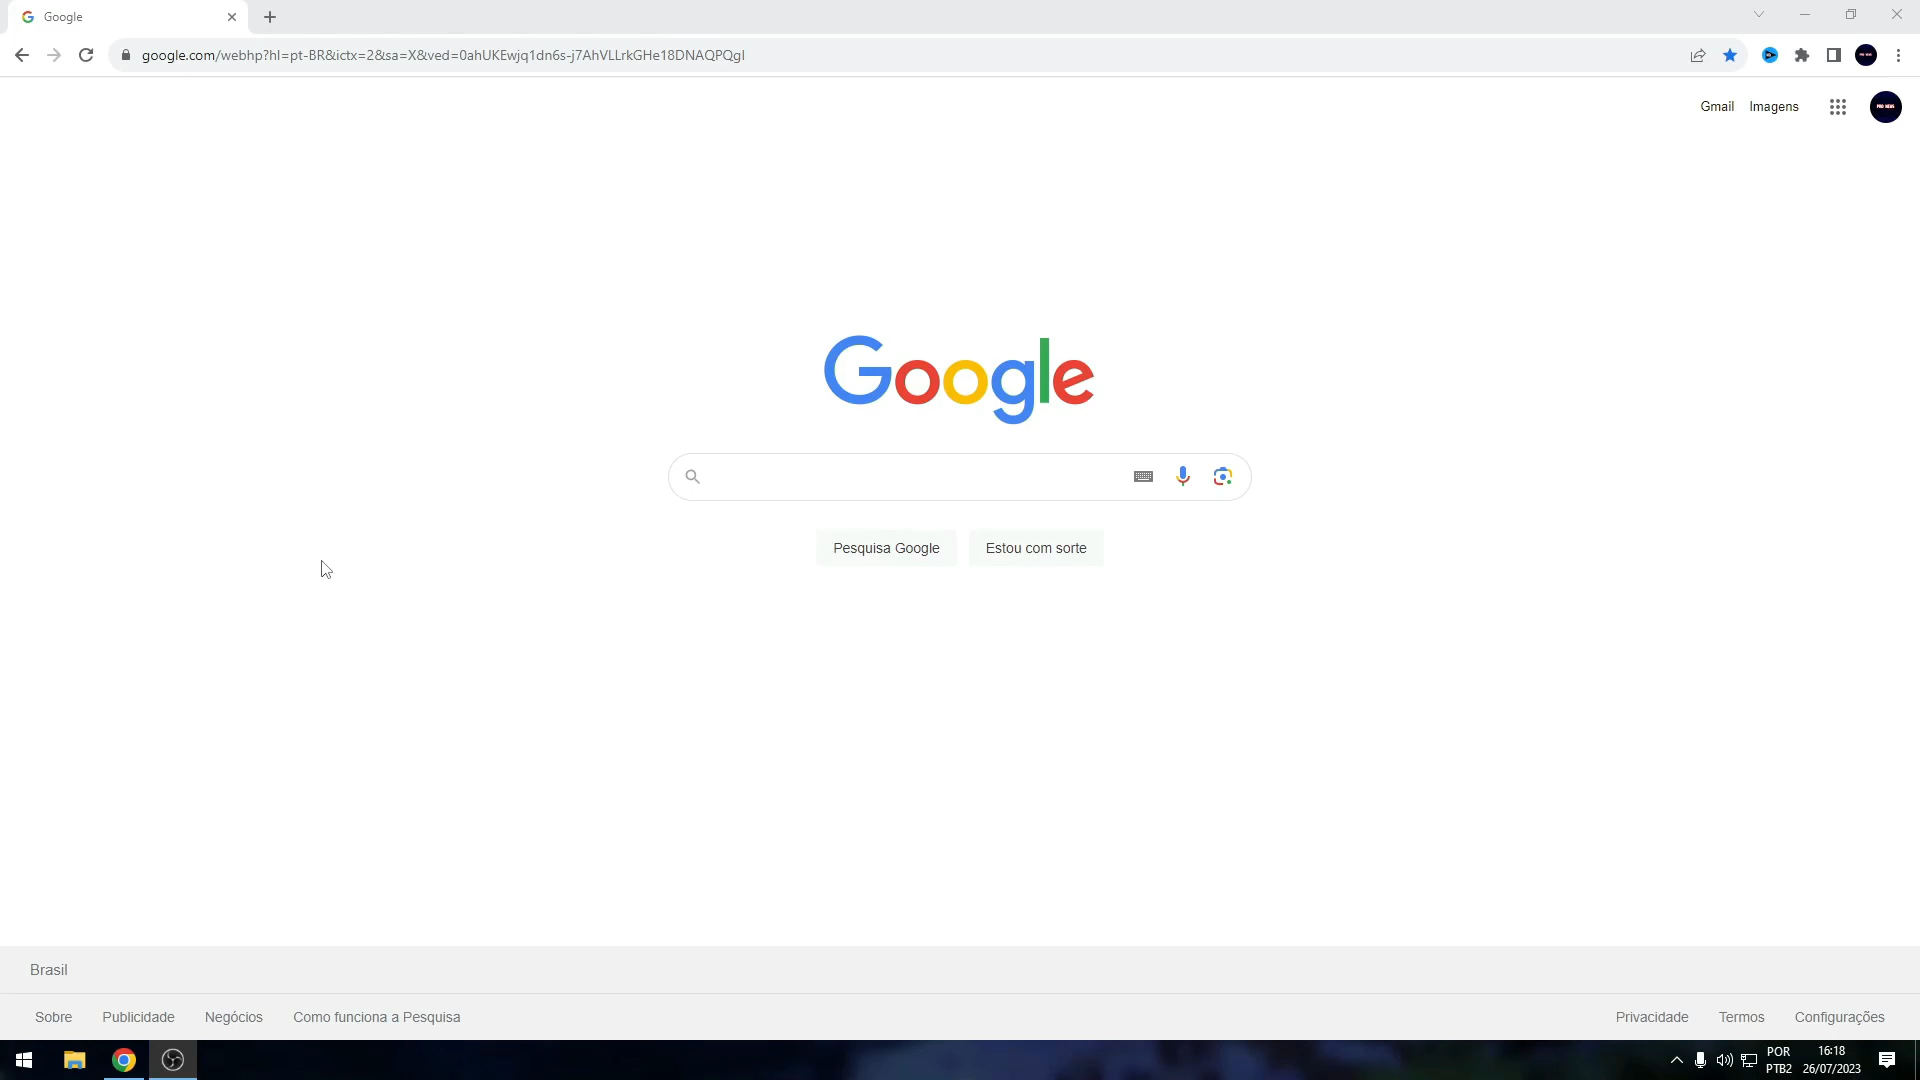 Google
google.com/webhp?hl=pt-BR&ictx=2&sa=X&ved=0ahUKEwjq1dn6s-j7AhVLLrkGHe18DNAQPQgI
Gmail Imagens
PRO NEWS
Google
Pesquisa Google Estou com sorte
Brasil
Sobre Publicidade Negócios Como funciona a Pesquisa Privacidade Termos Configurações
POR 16:18
PTB2 26/07/2023